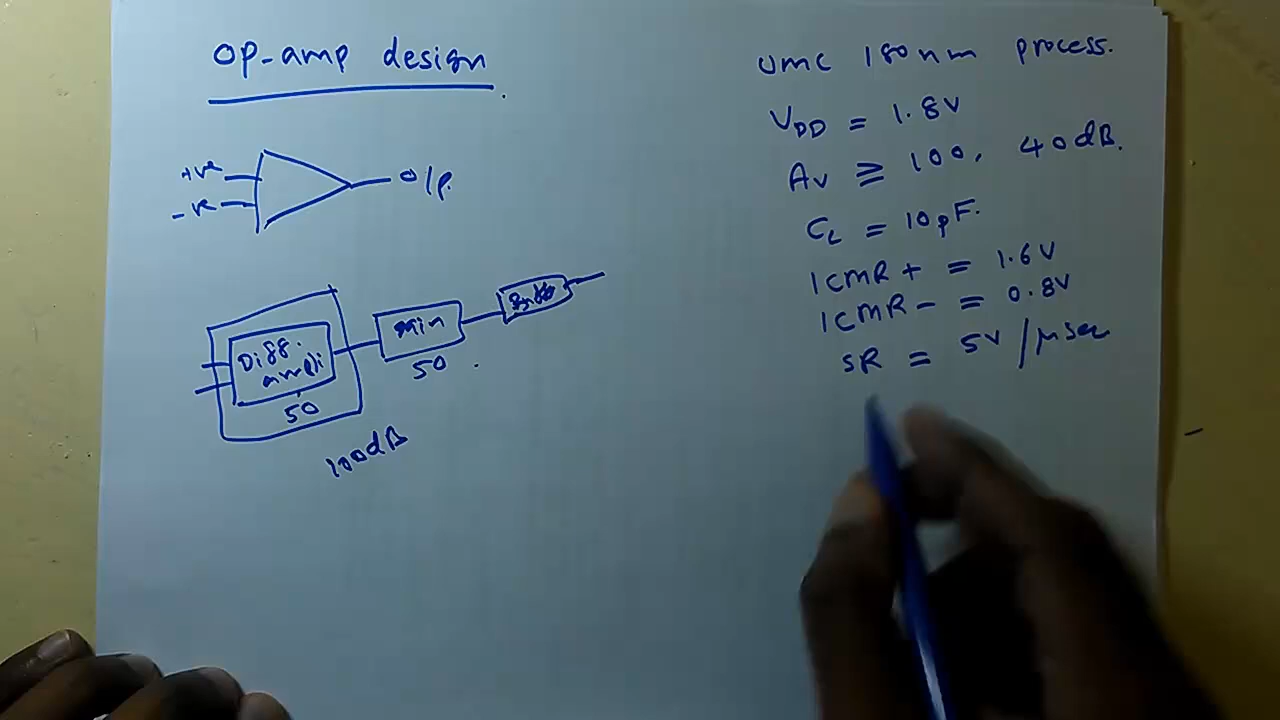 op-amp design
+ve
-ve
O/P.
Diff.
ampli
50
100dB
Main
50
UMC 180nm process.
VDD = 1.8V
Av ≥ 100, 40dB.
CL = 10pF.
ICMR+ = 1.6V
ICMR- = 0.8V
SR = 5V/μsec